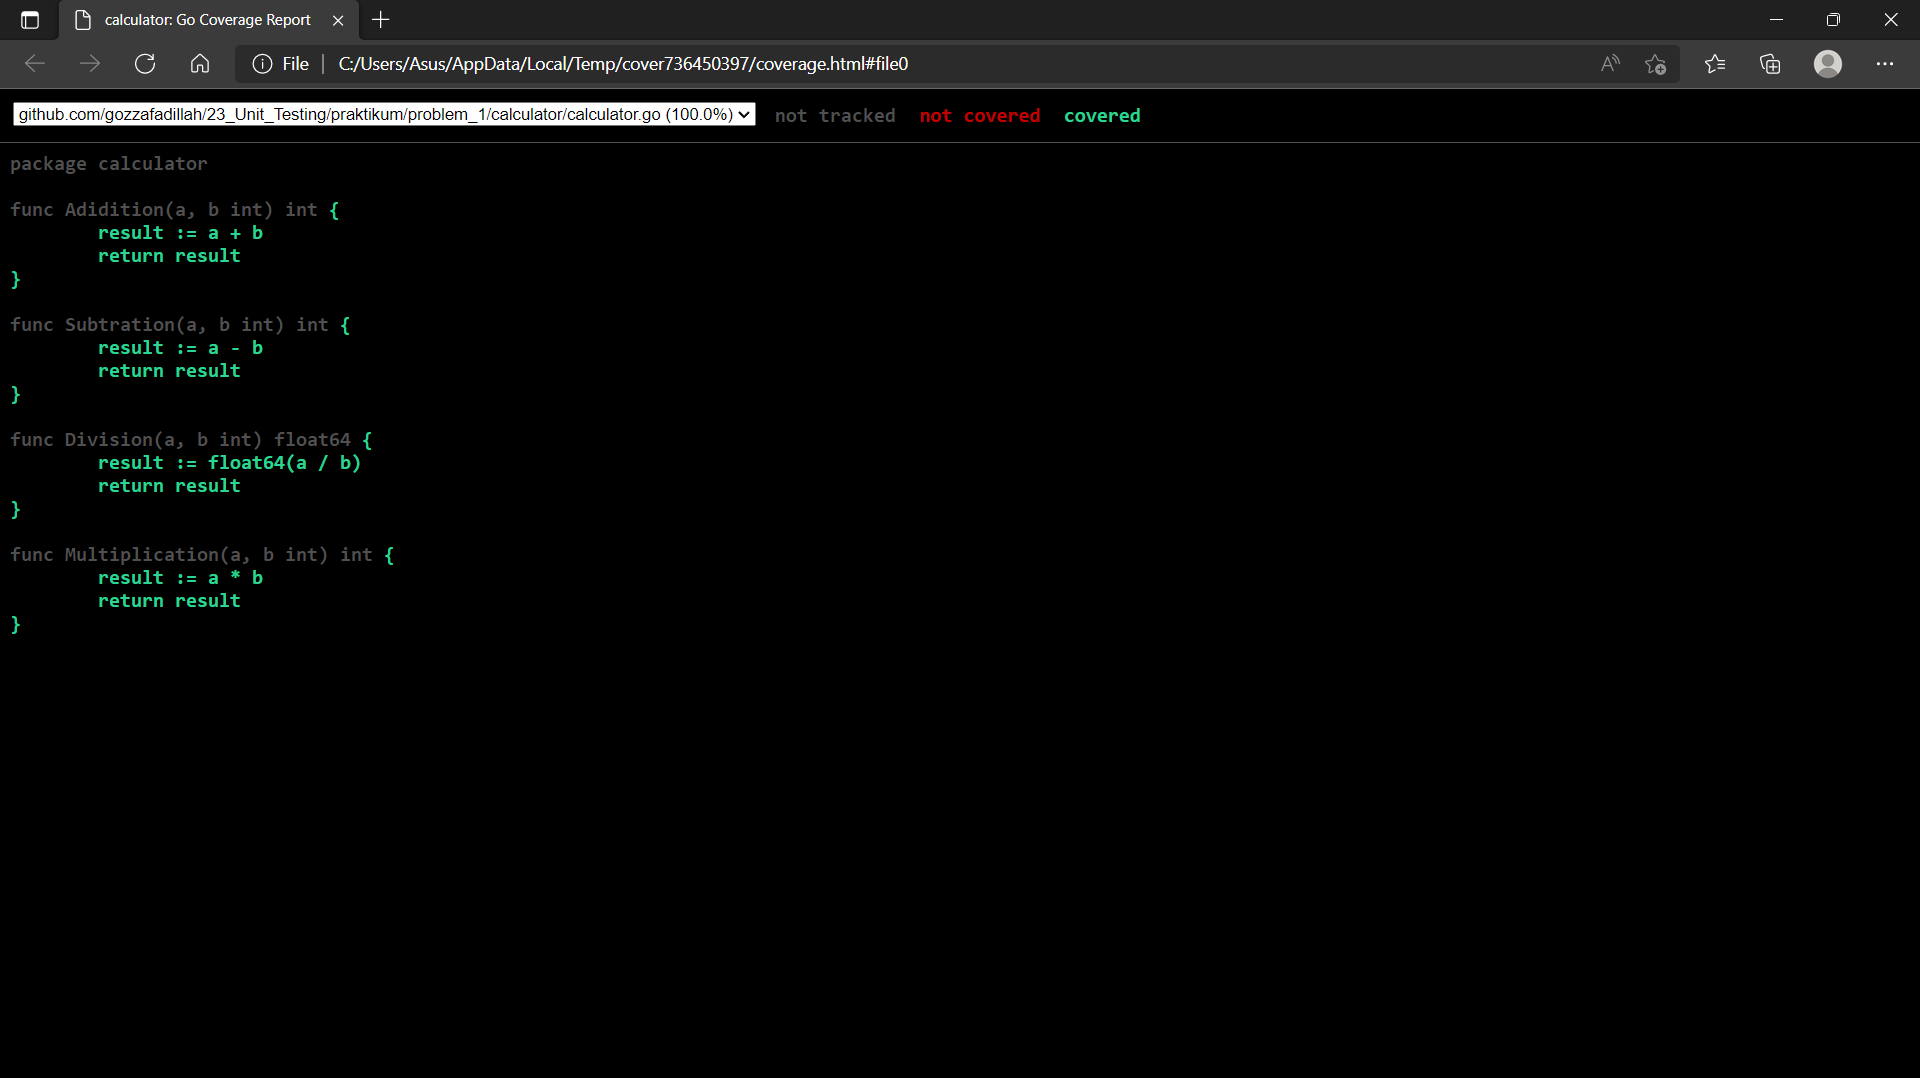 calculator: Go Coverage Report
File
C:/Users/Asus/AppData/Local/Temp/cover736450397/coverage.html#file0
github.com/gozzafadillah/23_Unit_Testing/praktikum/problem_1/calculator/calculator.go (100.0%)
not tracked not covered covered
package calculator
func Adidition(a, b int) int {
result := a + b
return result
}
func Subtration(a, b int) int {
result := a - b
return result
}
func Division(a, b int) float64 {
result := float64(a / b)
return result
}
func Multiplication(a, b int) int {
result := a * b
return result
}